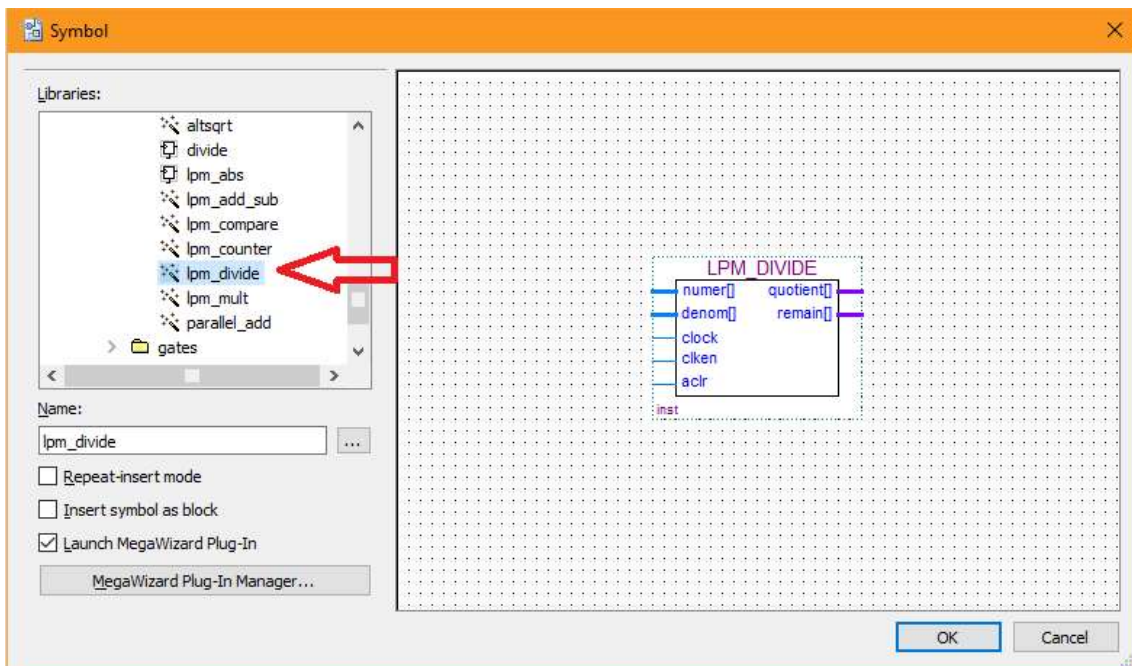 Symbol
Libraries:
altsqrt
divide
lpm_abs
lpm_add_sub
lpm_compare
lpm_counter
lpm_divide
lpm_mult
parallel_add
gates
Name:
lpm_divide
...
Repeat-insert mode
Insert symbol as block
Launch MegaWizard Plug-In
MegaWizard Plug-In Manager...
LPM_DIVIDE
numer[] quotient[]
denom[] remain[]
clock
clken
aclr
inst
OK Cancel